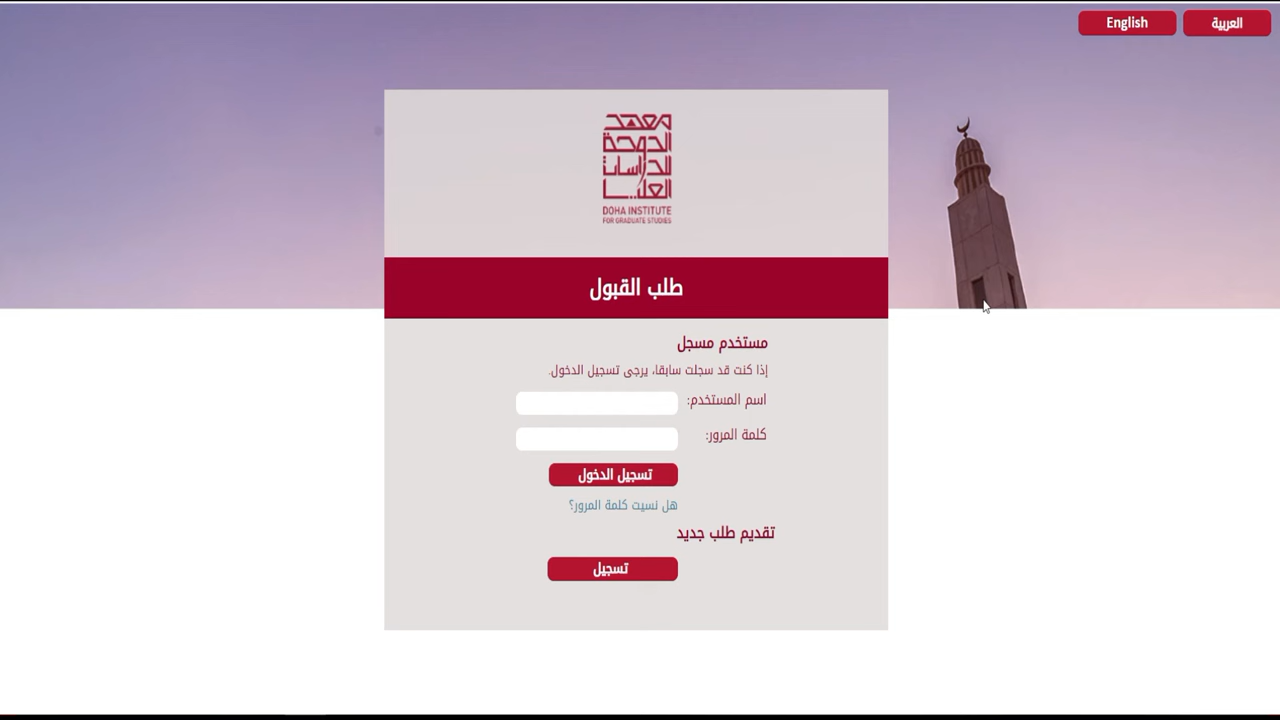 العربية
English
معهد
الدوحة
للدراسات
العليا
DOHA INSTITUTE
FOR GRADUATE STUDIES
طلب القبول
مستخدم مسجل
إذا كنت قد سجلت سابقا، يرجى تسجيل الدخول.
اسم المستخدم:
كلمة المرور:
تسجيل الدخول
هل نسيت كلمة المرور؟
تقديم طلب جديد
تسجيل